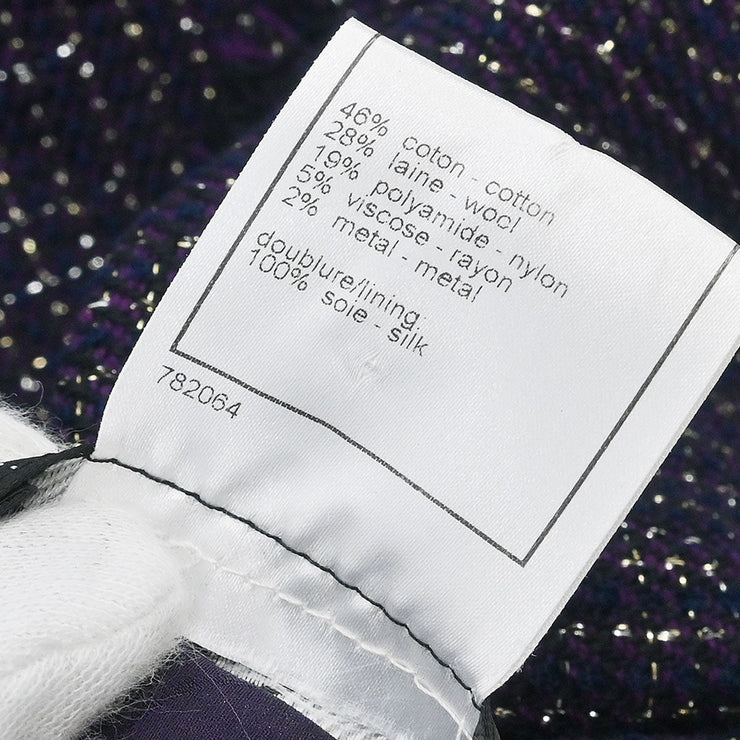 46% coton - cotton
28% laine - wool
19% polyamide - nylon
5% viscose - rayon
2% metal - metal
doublure/lining:
100% soie - silk
782064